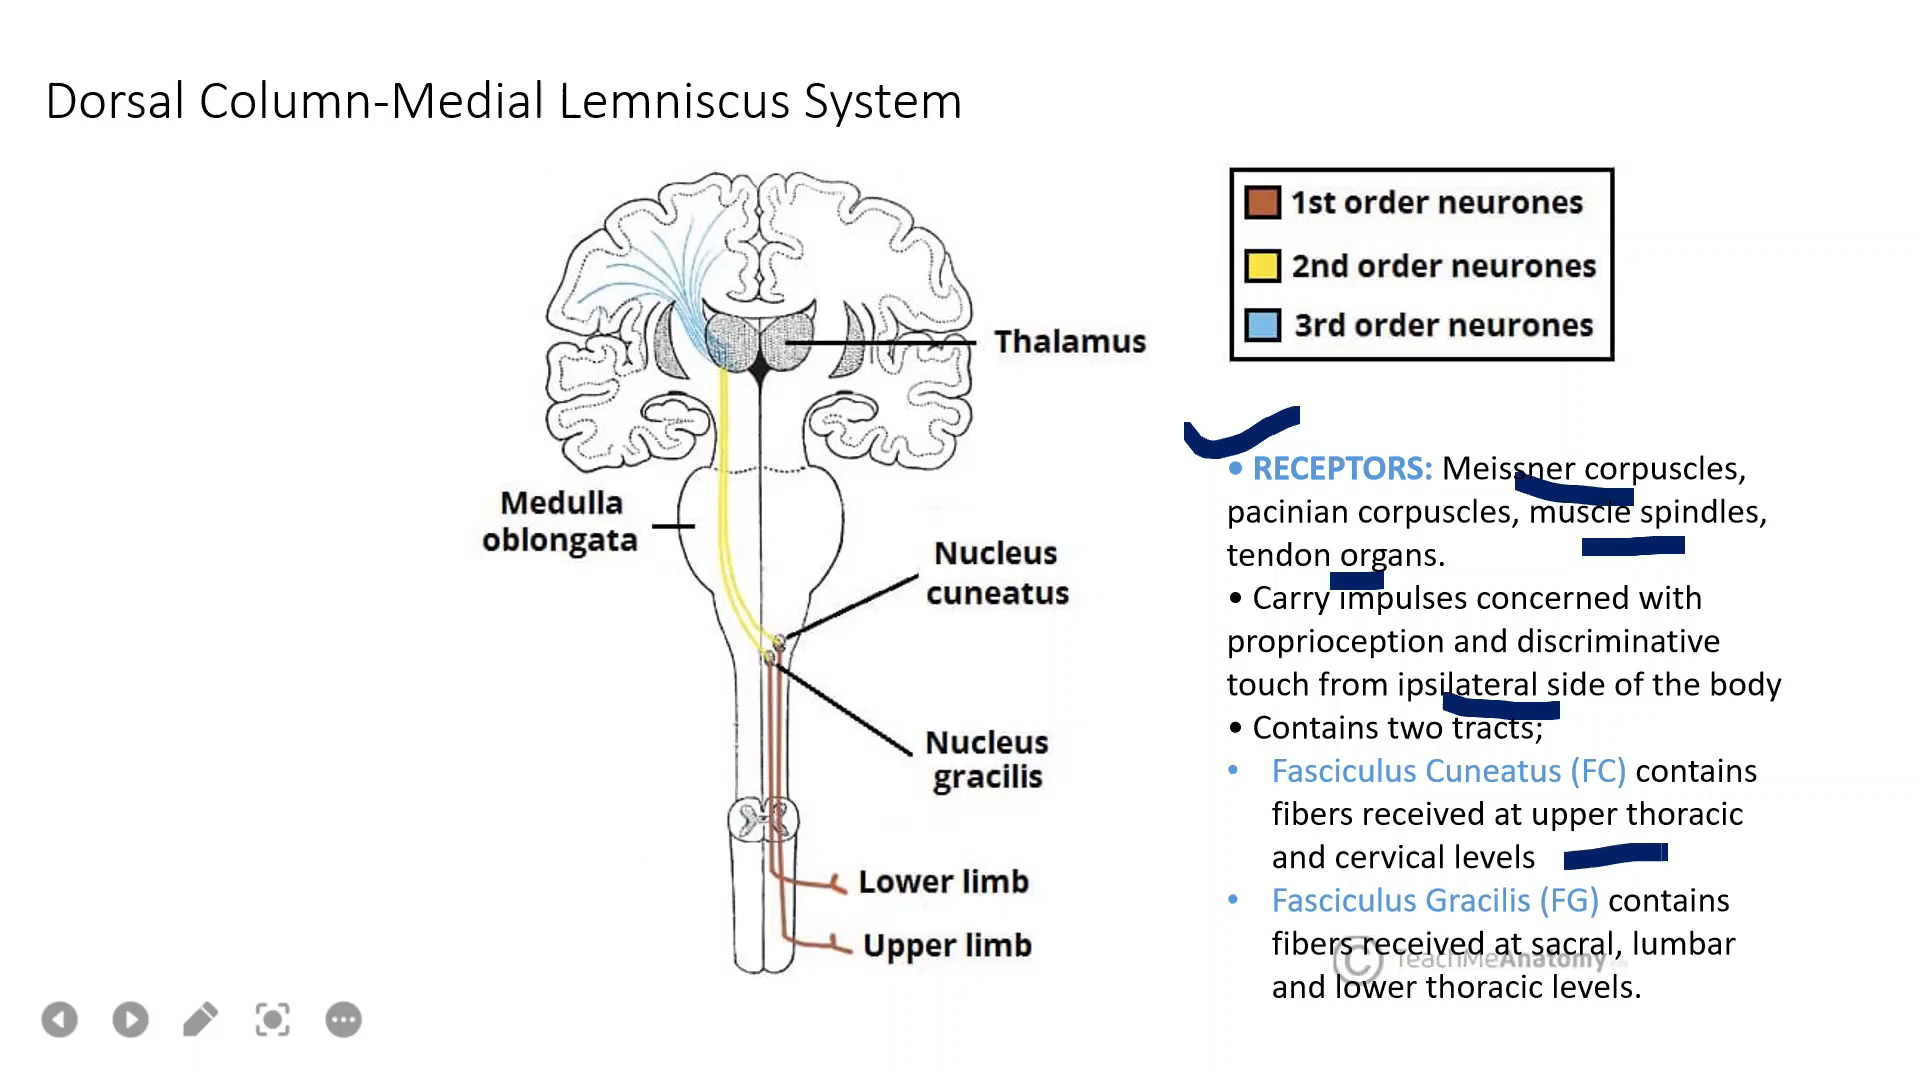 Dorsal Column-Medial Lemniscus System
1st order neurones
2nd order neurones
3rd order neurones
Thalamus
Medulla
oblongata
Nucleus
cuneatus
Nucleus
gracilis
Lower limb
Upper limb
• RECEPTORS: Meissner corpuscles,
pacinian corpuscles, muscle spindles,
tendon organs.
• Carry impulses concerned with
proprioception and discriminative
touch from ipsilateral side of the body
• Contains two tracts;
• Fasciculus Cuneatus (FC) contains
fibers received at upper thoracic
and cervical levels
• Fasciculus Gracilis (FG) contains
fibers received at sacral, lumbar
and lower thoracic levels.
© TeachMeAnatomy